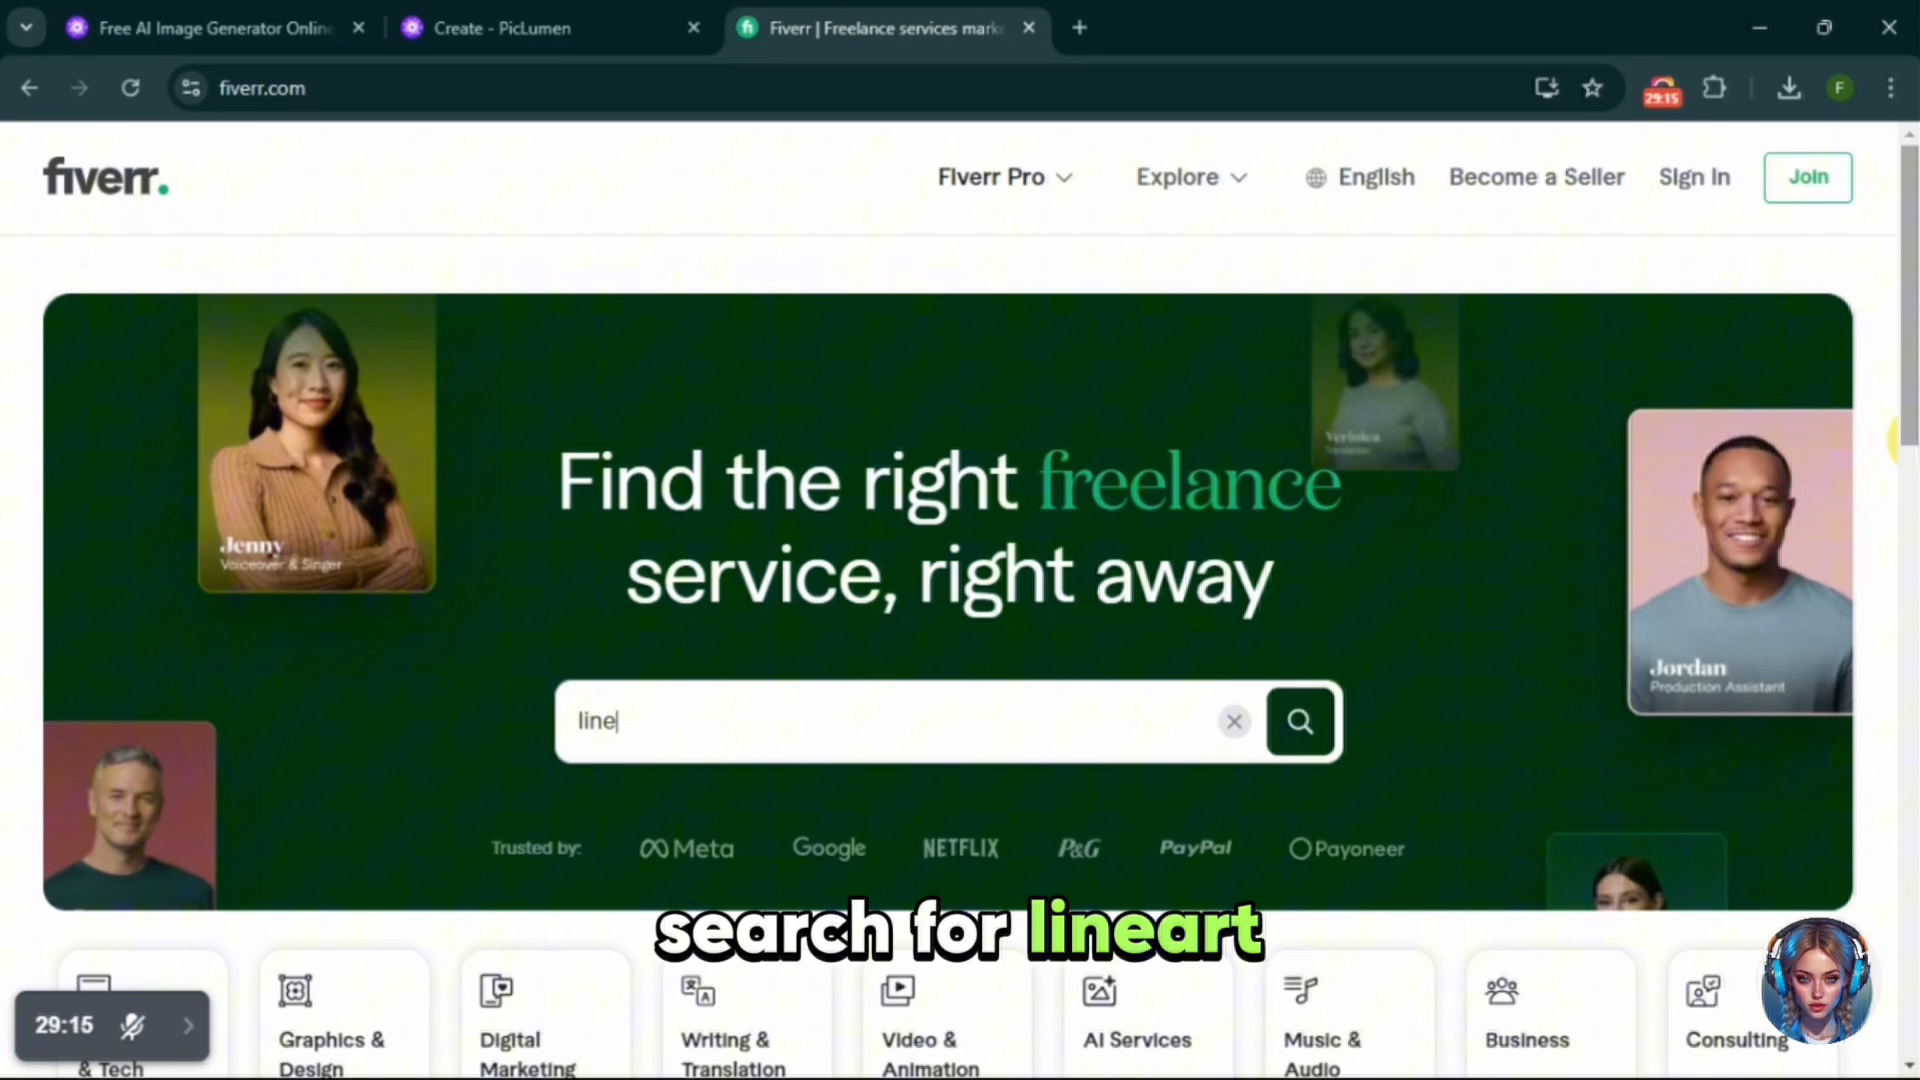 Free AI Image Generator Online
Create - PicLumen
Fiverr | Freelance services mark
fiverr.com
29:15
F
fiverr.
Fiverr Pro
Explore
English
Become a Seller
Sign In
Join
Jenny
Voiceover & Singer
Find the right freelance
service, right away
Jordan
Production Assistant
line
Trusted by:
Meta
Google
NETFLIX
P&G
PayPal
Payoneer
search for lineart
29:15
& Tech
Graphics &
Design
Digital
Marketing
Writing &
Translation
Video &
Animation
AI Services
Music &
Audio
Business
Consulting